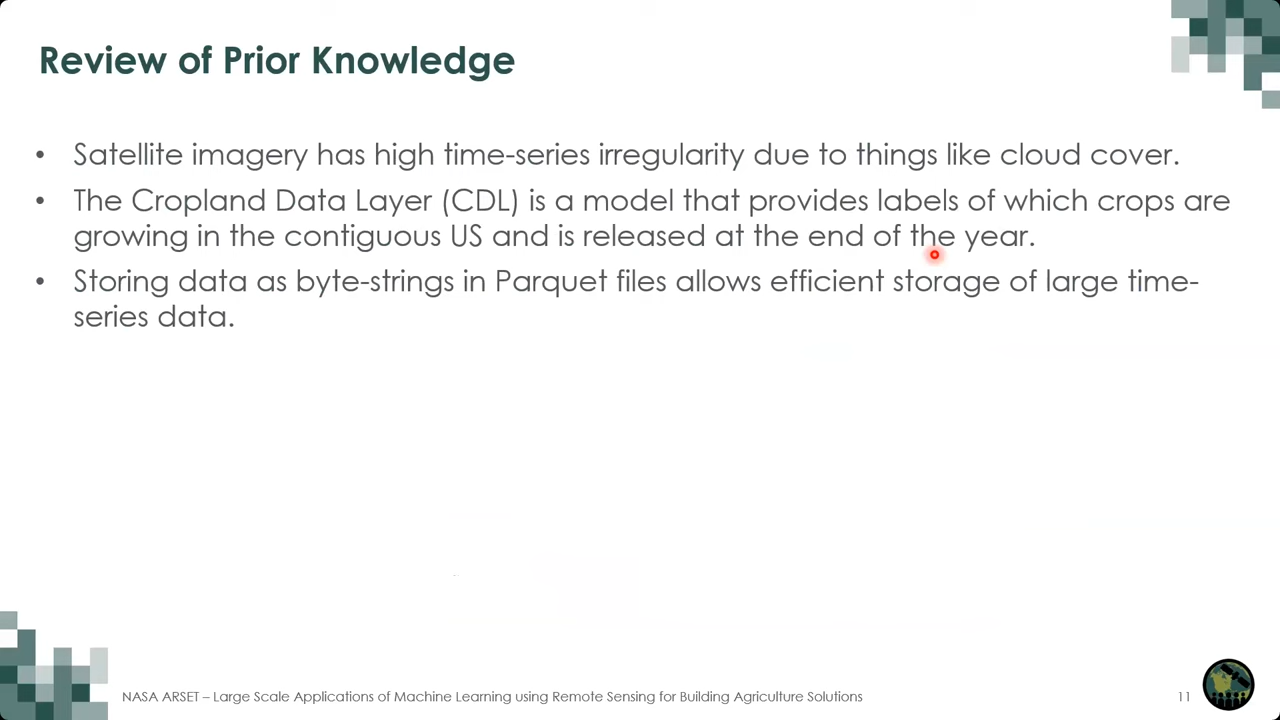 Review of Prior Knowledge
• Satellite imagery has high time-series irregularity due to things like cloud cover.
• The Cropland Data Layer (CDL) is a model that provides labels of which crops are
growing in the contiguous US and is released at the end of the year.
• Storing data as byte-strings in Parquet files allows efficient storage of large time-
series data.
NASA ARSET – Large Scale Applications of Machine Learning using Remote Sensing for Building Agriculture Solutions
11